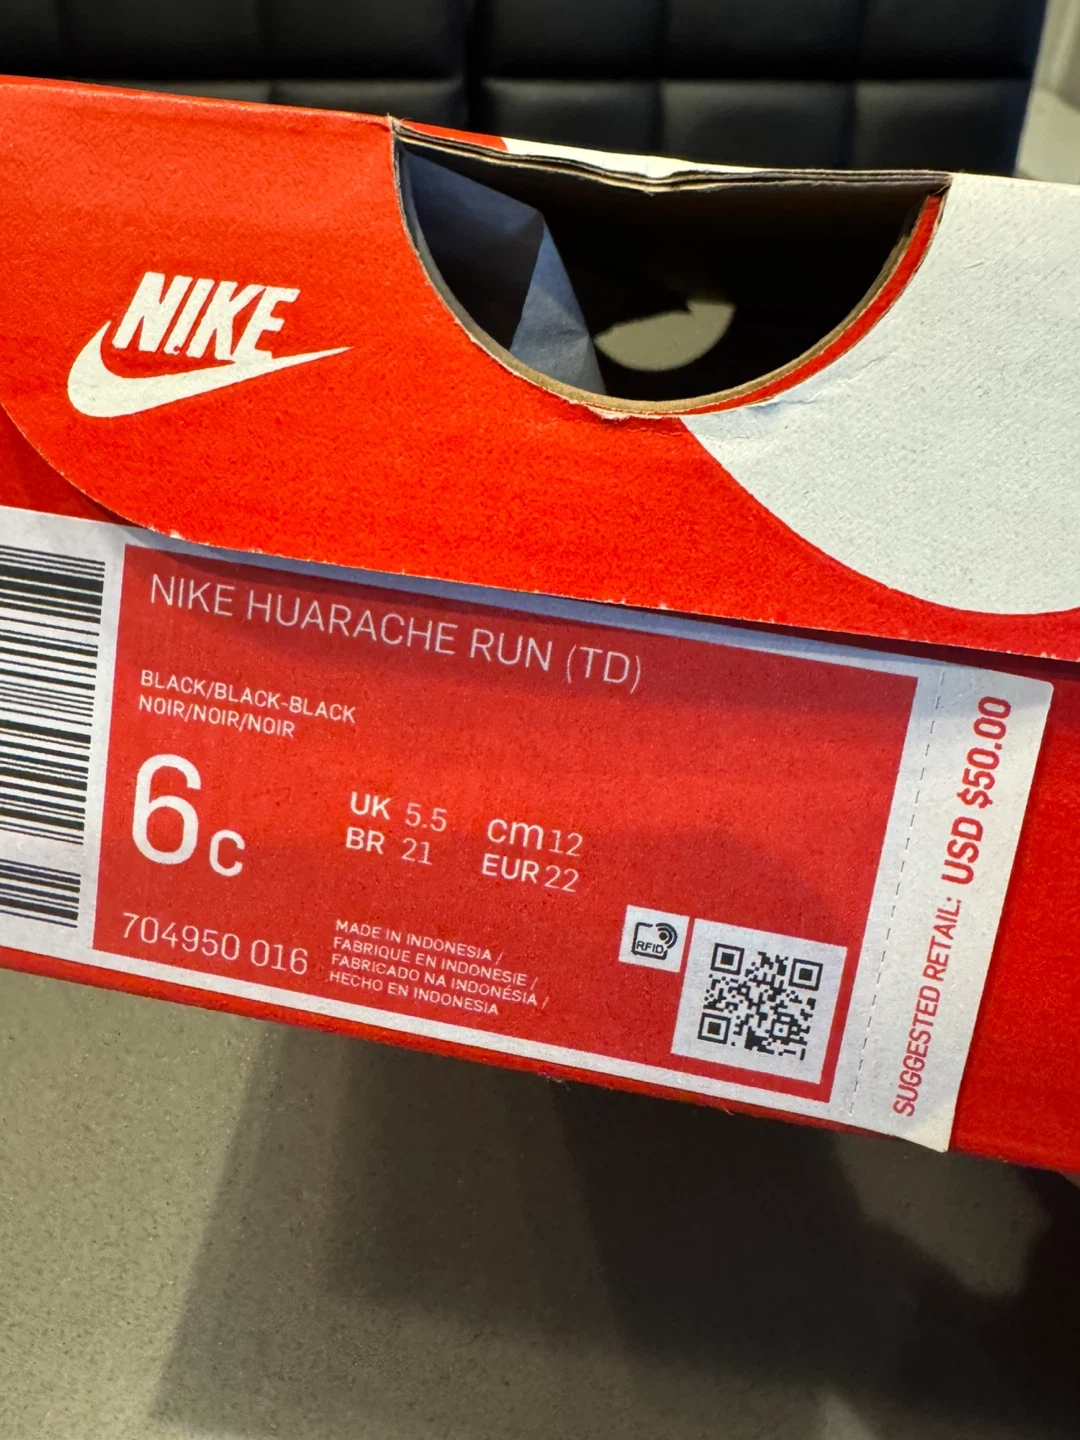 NIKE
NIKE HUARACHE RUN (TD)
BLACK/BLACK-BLACK
NOIR/NOIR/NOIR
6c
UK 5.5
BR 21
cm 12
EUR 22
704950 016
MADE IN INDONESIA /
FABRIQUE EN INDONESIE /
FABRICADO NA INDONÉSIA /
HECHO EN INDONESIA
RFID
SUGGESTED RETAIL: USD $50.00